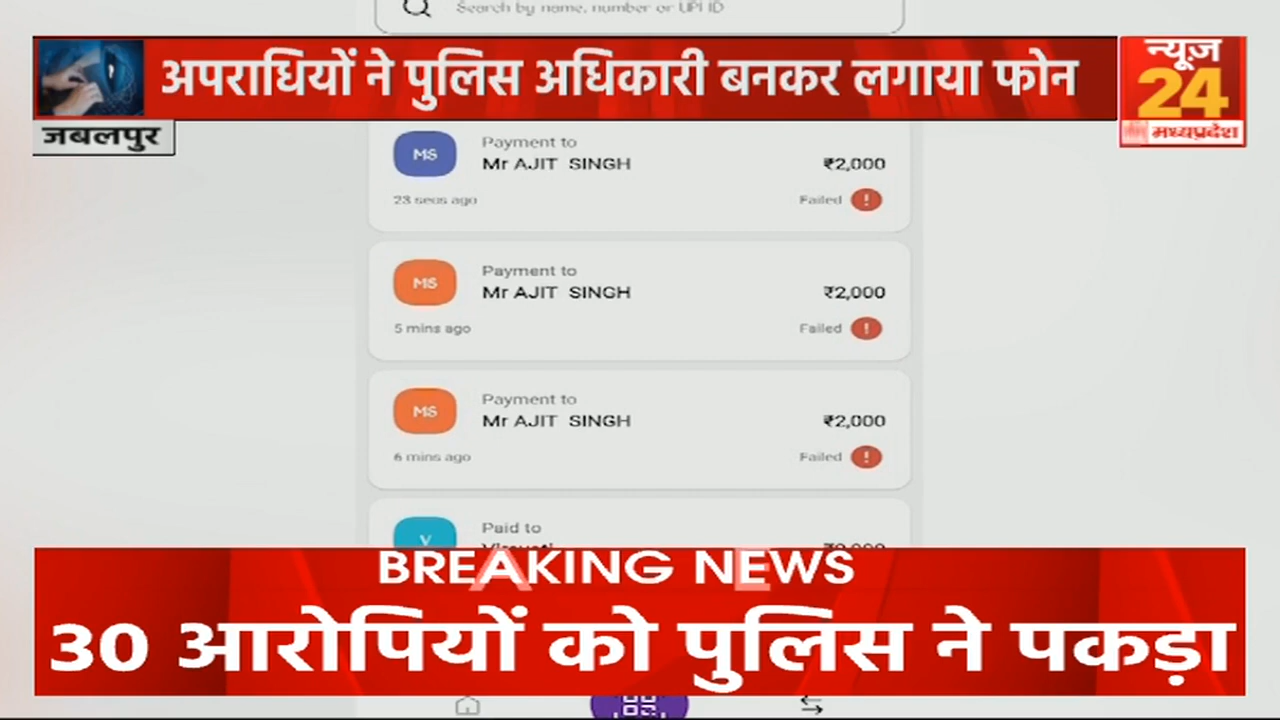 Search by name, number or UPI ID
अपराधियों ने पुलिस अधिकारी बनकर लगाया फोन
न्यूज़
24
मध्यप्रदेश
जबलपुर
MS
Payment to
Mr AJIT SINGH
₹2,000
23 secs ago
Failed
MS
Payment to
Mr AJIT SINGH
₹2,000
5 mins ago
Failed
MS
Payment to
Mr AJIT SINGH
₹2,000
6 mins ago
Failed
V
Paid to
BREAKING NEWS
30 आरोपियों को पुलिस ने पकड़ा